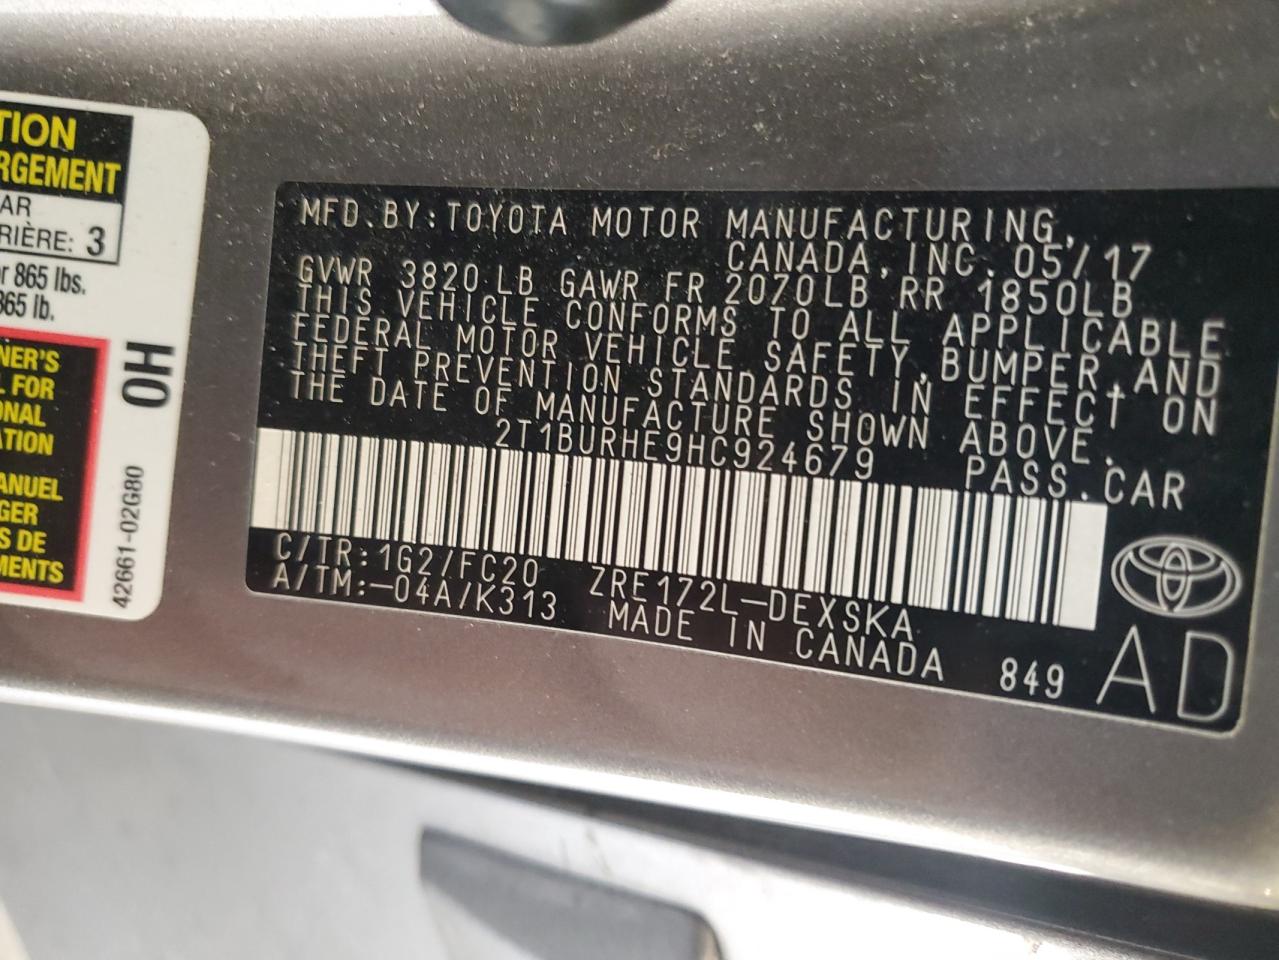 TION
RGEMENT
AR
RIÈRE: 3
r 865 lbs.
865 lb.
NER'S
L FOR
ONAL
ATION
ANUEL
GER
S DE
MENTS
OH
42661-02G80
MFD.BY:TOYOTA MOTOR MANUFACTURING,
CANADA,INC. 05/17
GVWR 3820 LB GAWR FR 2070LB RR 1850LB
THIS VEHICLE CONFORMS TO ALL APPLICABLE
FEDERAL MOTOR VEHICLE SAFETY,BUMPER,AND
THEFT PREVENTION STANDARDS IN EFFECT ON
THE DATE OF MANUFACTURE SHOWN ABOVE.
2T1BURHE9HC924679 PASS.CAR
C/TR:1G2/FC20 ZRE172L-DEXSKA
A/TM:-04A/K313 MADE IN CANADA 849 AD